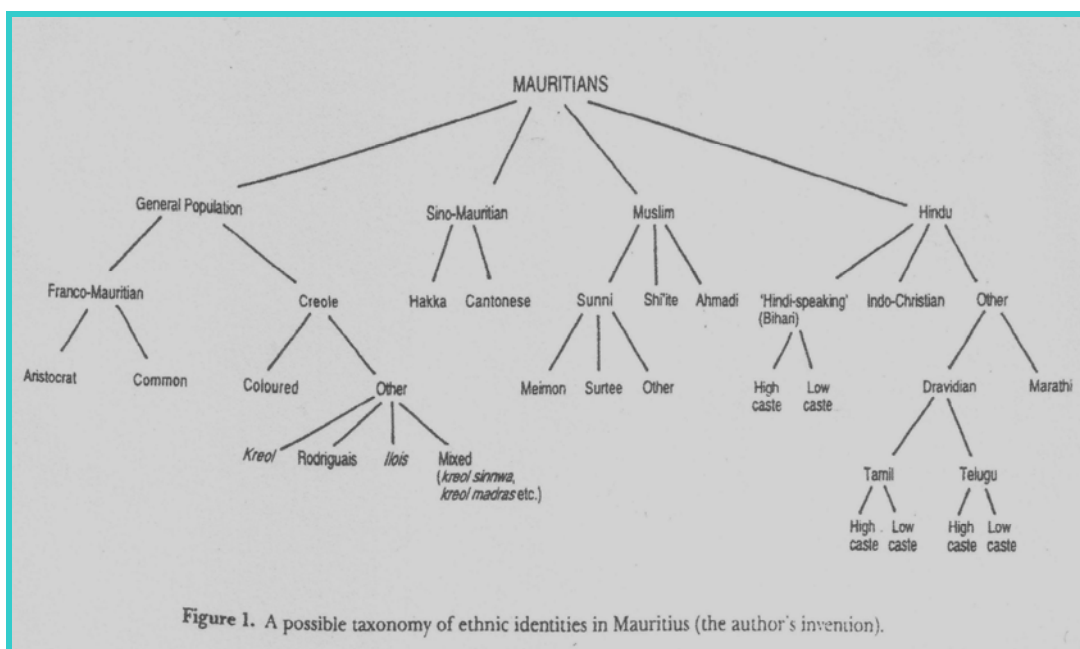 MAURITIANS
General Population
Sino-Mauritian
Muslim
Hindu
Franco-Mauritian
Creole
Hakka
Cantonese
Sunni
Shi'ite
Ahmadi
'Hindi-speaking'
(Bihari)
Indo-Christian
Other
Aristocrat
Common
Coloured
Other
Meimon
Surtee
Other
High
caste
Low
caste
Dravidian
Marathi
Kreol
Rodriguais
Ilois
Mixed
(kreol sinnwa,
kreol madras etc.)
Tamil
Telugu
High
caste
Low
caste
High
caste
Low
caste
Figure 1. A possible taxonomy of ethnic identities in Mauritius (the author's invention).